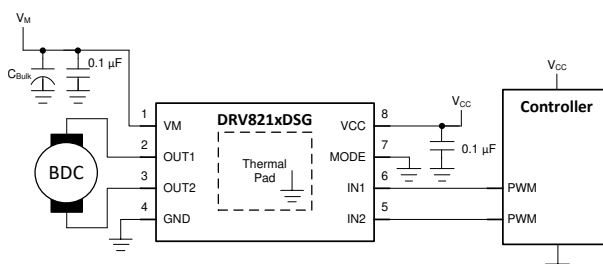 VM
CBulk
0.1 µF
VCC
DRV821xDSG
Controller
1
VM
VCC
8
VCC
2
OUT1
MODE
7
0.1 µF
BDC
Thermal
Pad
3
OUT2
IN1
6
PWM
4
GND
IN2
5
PWM